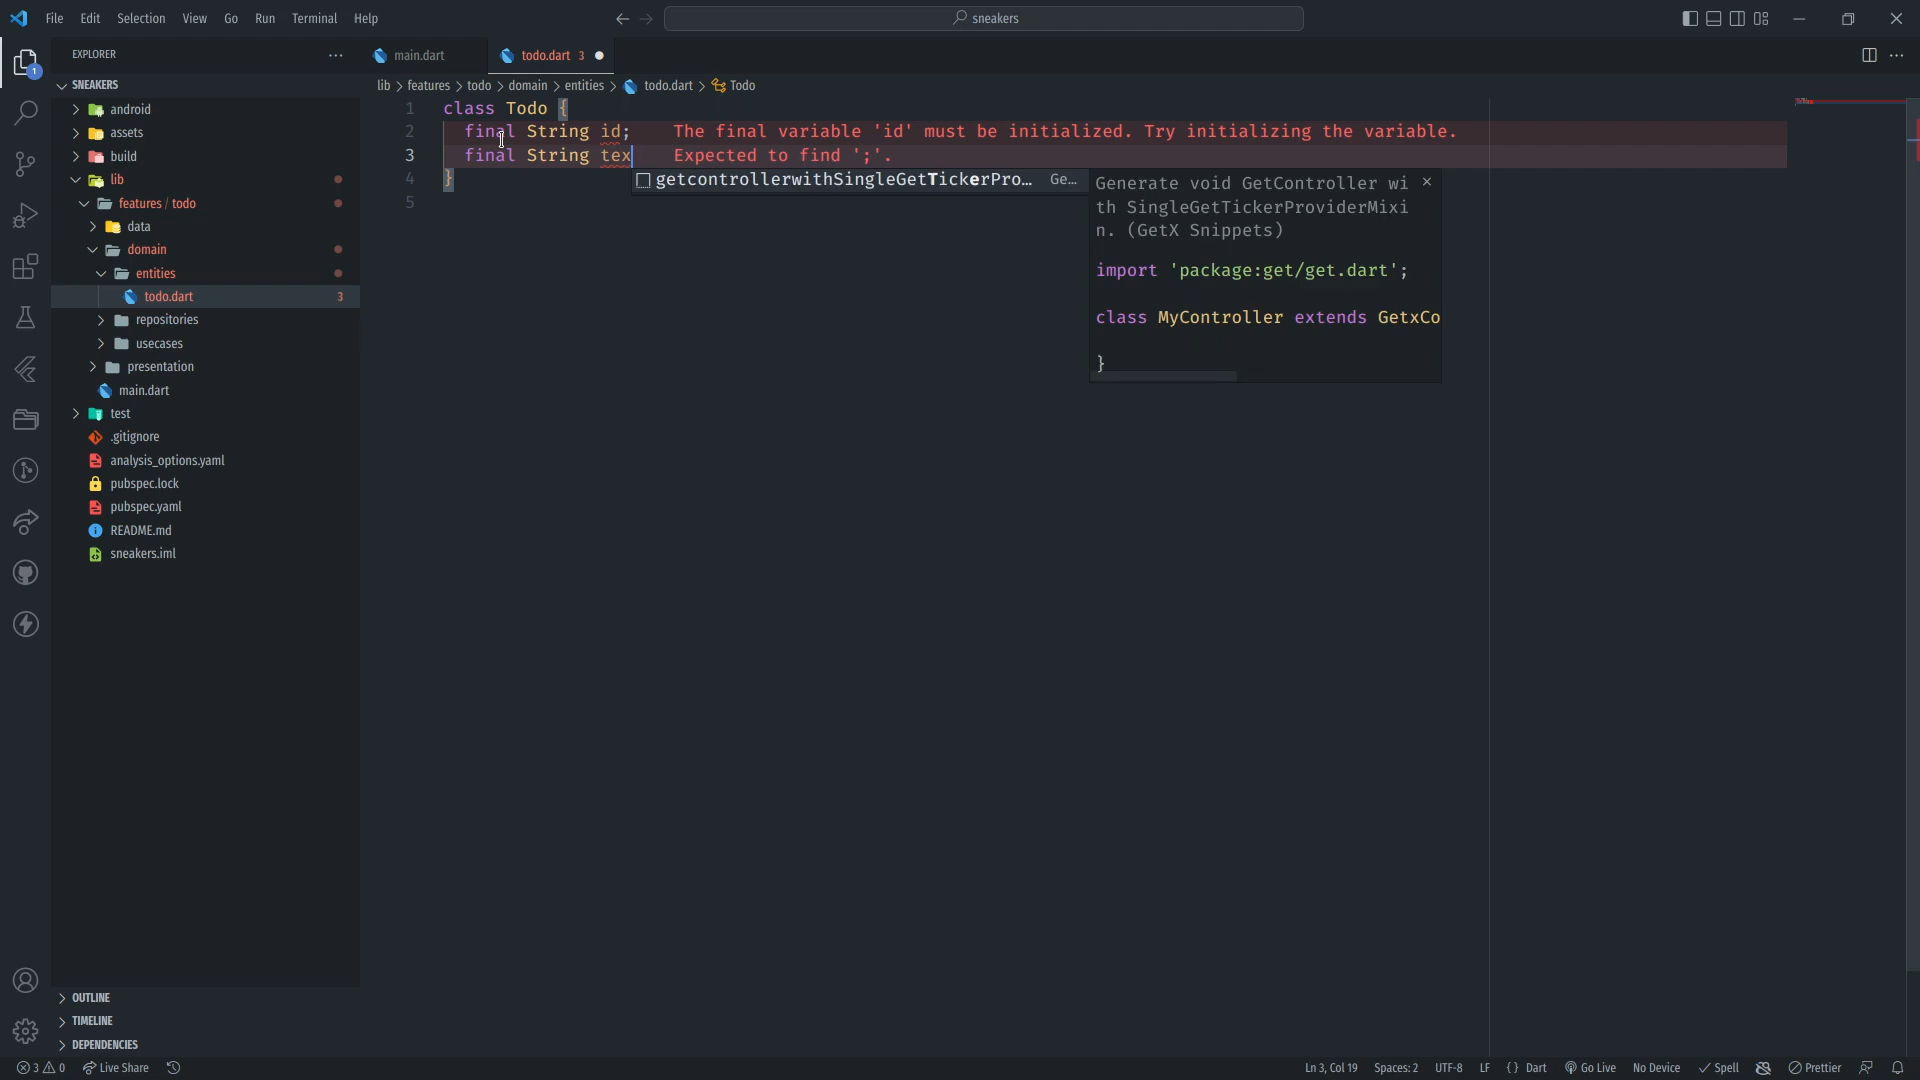 File Edit Selection View Go Run Terminal Help
sneakers
EXPLORER
main.dart
todo.dart 3
SNEAKERS
lib > features > todo > domain > entities > todo.dart > Todo
android
assets
build
lib
features / todo
data
domain
entities
todo.dart 3
repositories
usecases
presentation
main.dart
test
.gitignore
analysis_options.yaml
pubspec.lock
pubspec.yaml
README.md
sneakers.iml
OUTLINE
TIMELINE
DEPENDENCIES
1 class Todo {
2 final String id; The final variable 'id' must be initialized. Try initializing the variable.
3 final String tex Expected to find ';'.
4 }
5
getcontrollerwithSingleGetTickerPro... Ge...
Generate void GetController wi
th SingleGetTickerProviderMixi
n. (GetX Snippets)
import 'package:get/get.dart';
class MyController extends GetxCo
}
1
3 0 Live Share
Ln 3, Col 19 Spaces: 2 UTF-8 LF { } Dart Go Live No Device Spell Prettier